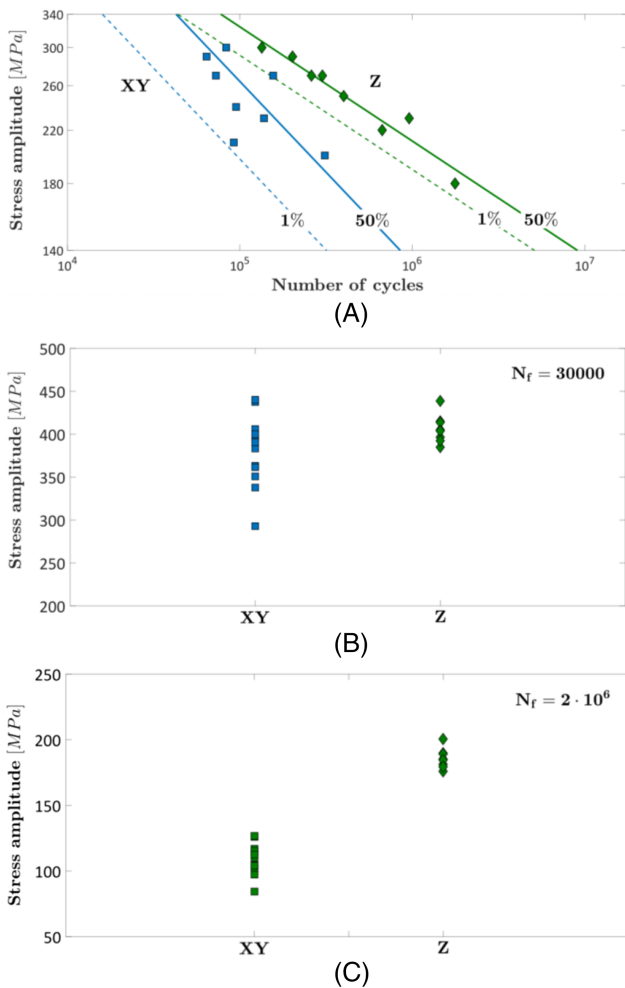 340
300
260
220
180
140
Stress amplitude [MPa]
XY
Z
1%
50%
1%
50%
10^4
10^5
10^6
10^7
Number of cycles
(A)
500
450
400
350
300
250
200
Stress amplitude [MPa]
N_f = 30000
XY
Z
(B)
250
200
150
100
50
Stress amplitude [MPa]
N_f = 2 · 10^6
XY
Z
(C)